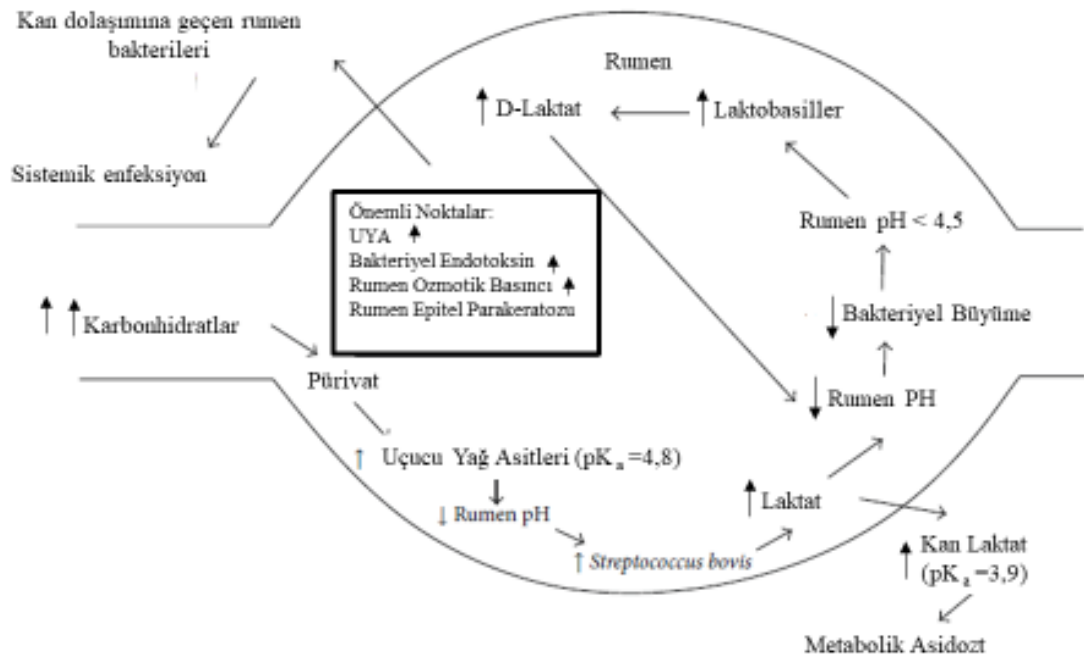 Kan dolaşımına geçen rumen
bakterileri
Sistemik enfeksiyon
Rumen
↑ D-Laktat
↑ Laktobasiller
Rumen pH < 4,5
↓ Bakteriyel Büyüme
↓ Rumen PH
Önemli Noktalar:
UYA ↑
Bakteriyel Endotoksin ↑
Rumen Ozmotik Basıncı ↑
Rumen Epitel Parakeratozu
↑ ↑ Karbonhidratlar
Pürivat
↑ Uçucu Yağ Asitleri (pKa=4,8)
↓ Rumen pH
↑ Streptococcus bovis
↑ Laktat
↑ Kan Laktat
(pKa=3,9)
Metabolik Asidozt